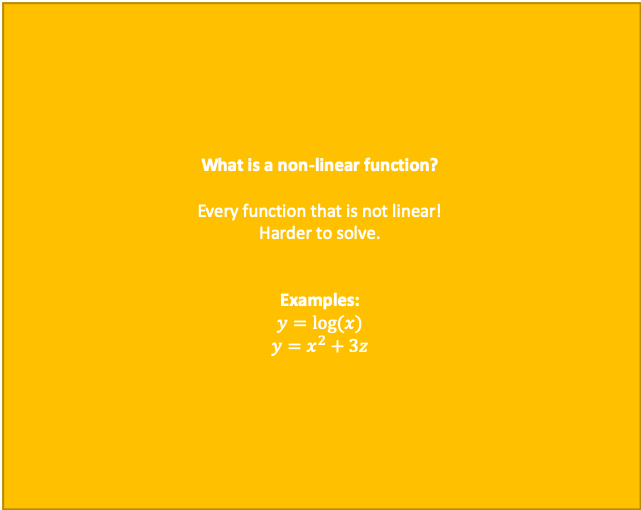 What is a non-linear function?
Every function that is not linear!
Harder to solve.
Examples:
y = log(x)
y = x² + 3z